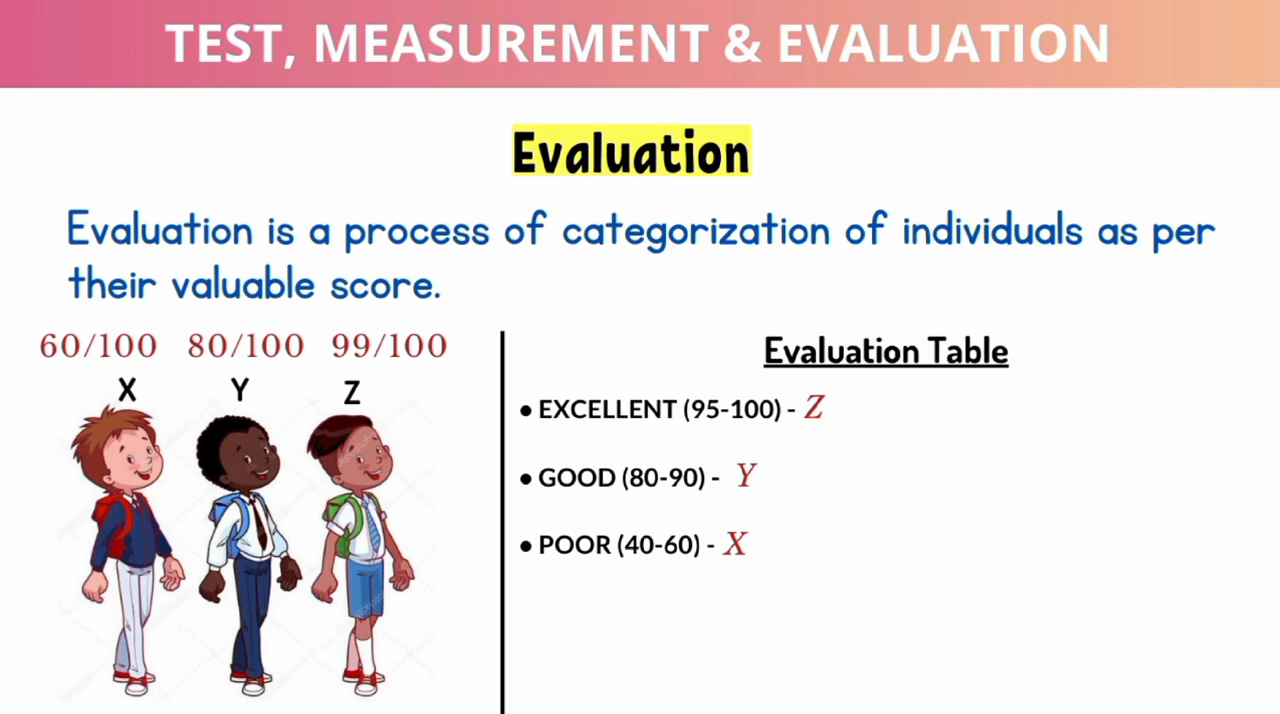 TEST, MEASUREMENT & EVALUATION
Evaluation
Evaluation is a process of categorization of individuals as per
their valuable score.
60/100 80/100 99/100
X Y Z
Evaluation Table
• EXCELLENT (95-100) - Z
• GOOD (80-90) - Y
• POOR (40-60) - X